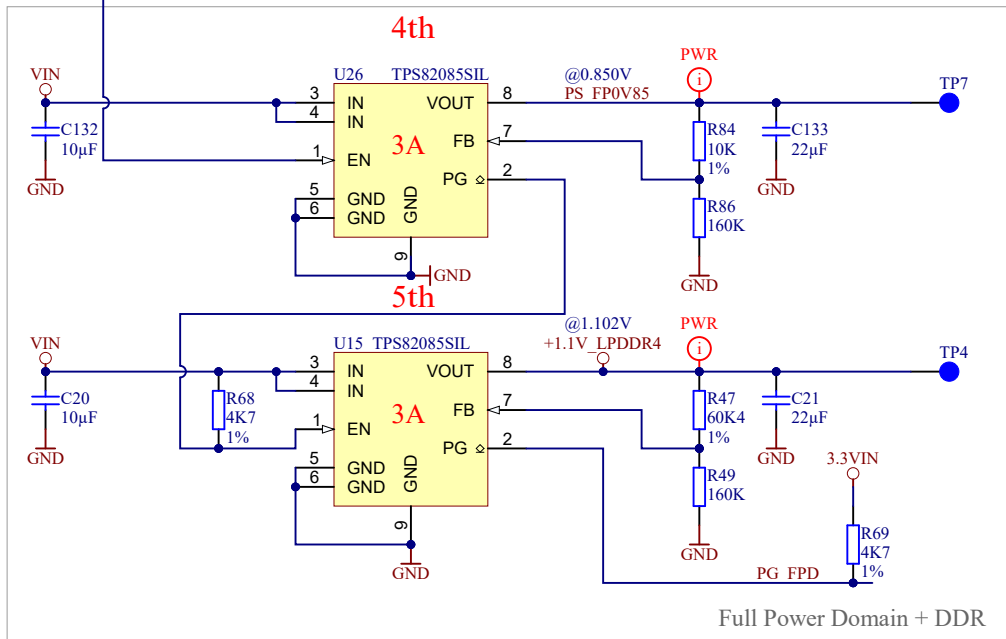 4th
U26 TPS82085SIL
@0.850V
PS_FP0V85
PWR
i
TP7
VIN
C132
10µF
GND
3 IN
4 IN
1 EN
5 GND
6 GND
GND
9
3A
VOUT 8
FB 7
PG 2
R84
10K
1%
R86
160K
GND
C133
22µF
GND
GND
5th
U15 TPS82085SIL
@1.102V
+1.1V_LPDDR4
PWR
i
TP4
VIN
C20
10µF
GND
R68
4K7
1%
3 IN
4 IN
1 EN
5 GND
6 GND
GND
9
3A
VOUT 8
FB 7
PG 2
R47
60K4
1%
R49
160K
GND
C21
22µF
GND
3.3VIN
R69
4K7
1%
GND
PG_FPD
Full Power Domain + DDR